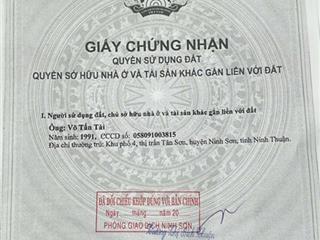 GIẤY CHỨNG NHẬN
QUYỀN SỬ DỤNG ĐẤT
QUYỀN SỞ HỮU NHÀ Ở VÀ TÀI SẢN KHÁC GẮN LIỀN VỚI ĐẤT
I. Người sử dụng đất, chủ sở hữu nhà ở và tài sản khác gắn liền với đất
Ông: Võ Tấn Tài
Năm sinh: 1991, CCCD số: 058091003815
Địa chỉ thường trú: Khu phố 4, thị trấn Tân Sơn, huyện Ninh Sơn, tỉnh Ninh Thuận.
ĐÃ ĐỐI CHIẾU KHỚP ĐÚNG VỚI BẢN CHÍNH
Ngày tháng năm 20
PHÒNG GIAO DỊCH NINH SƠN